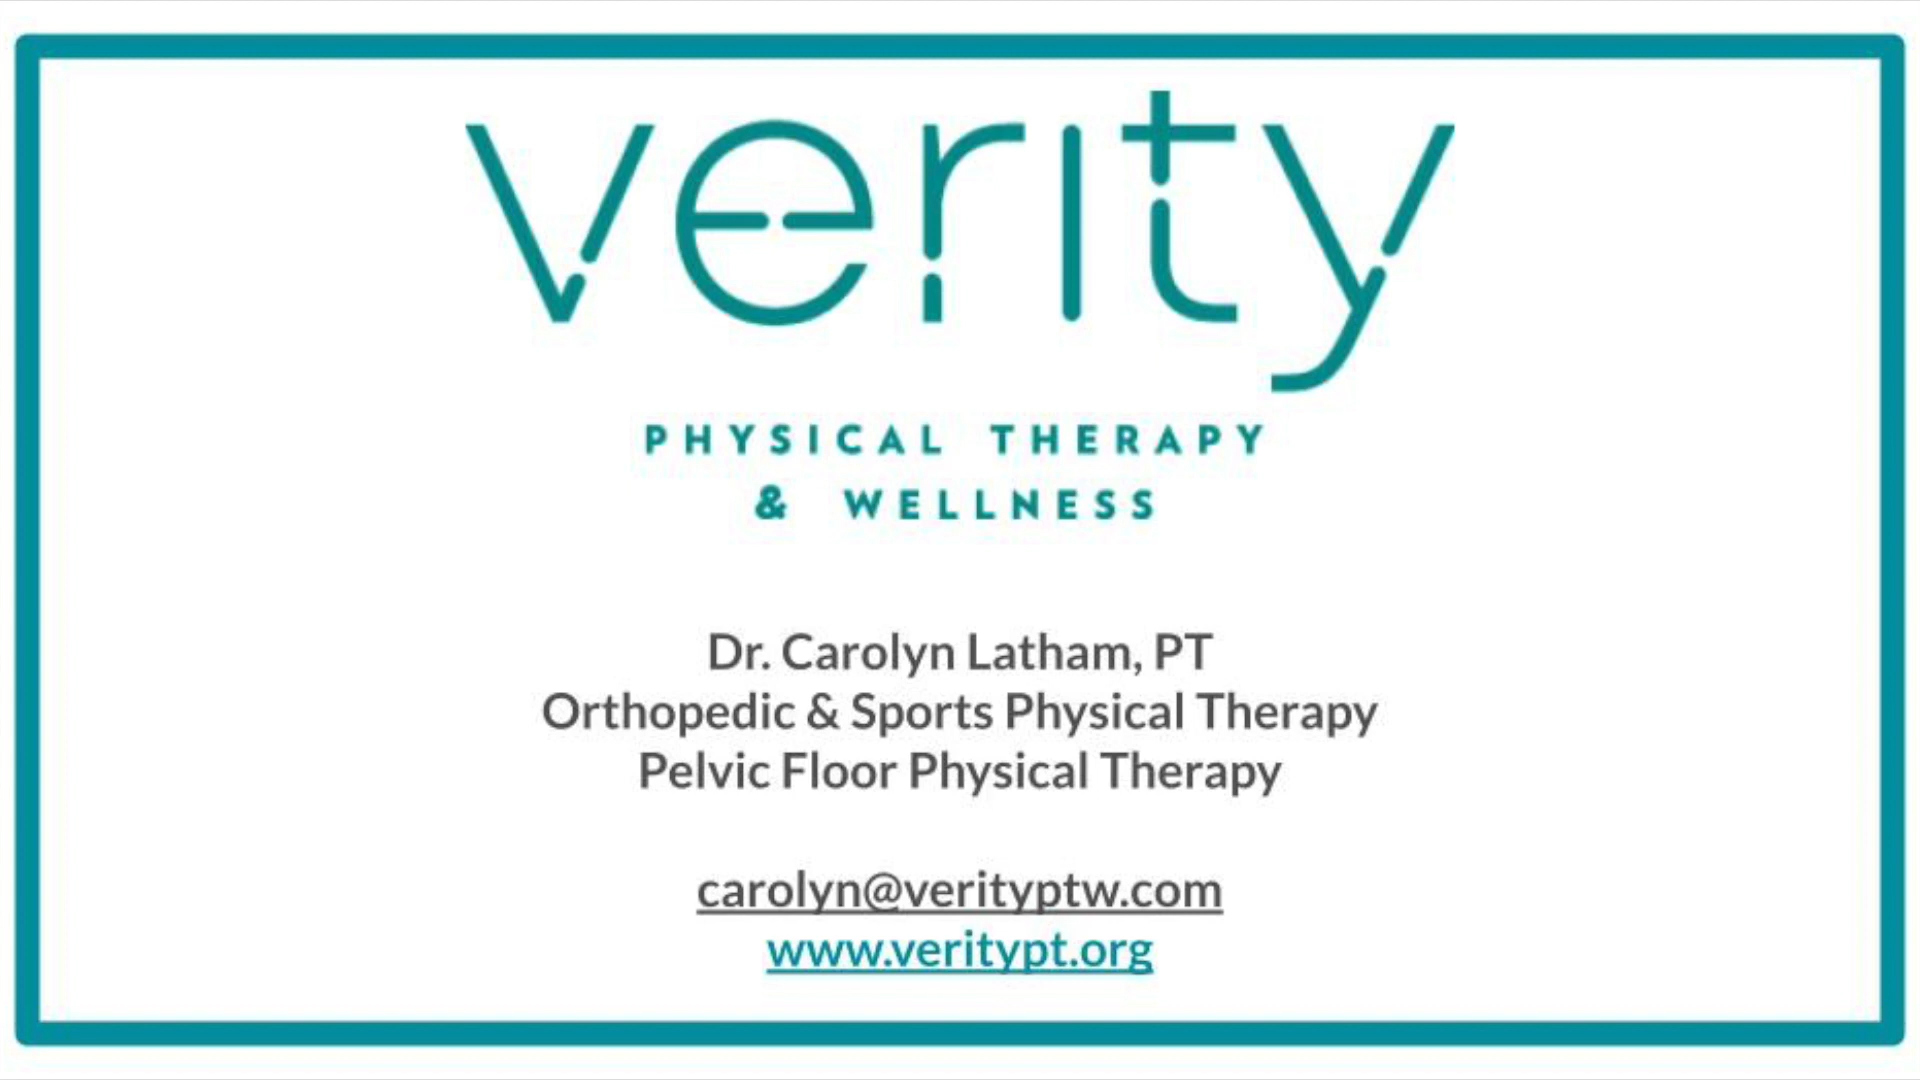 verity
PHYSICAL THERAPY
& WELLNESS
Dr. Carolyn Latham, PT
Orthopedic & Sports Physical Therapy
Pelvic Floor Physical Therapy
carolyn@verityptw.com
www.veritypt.org